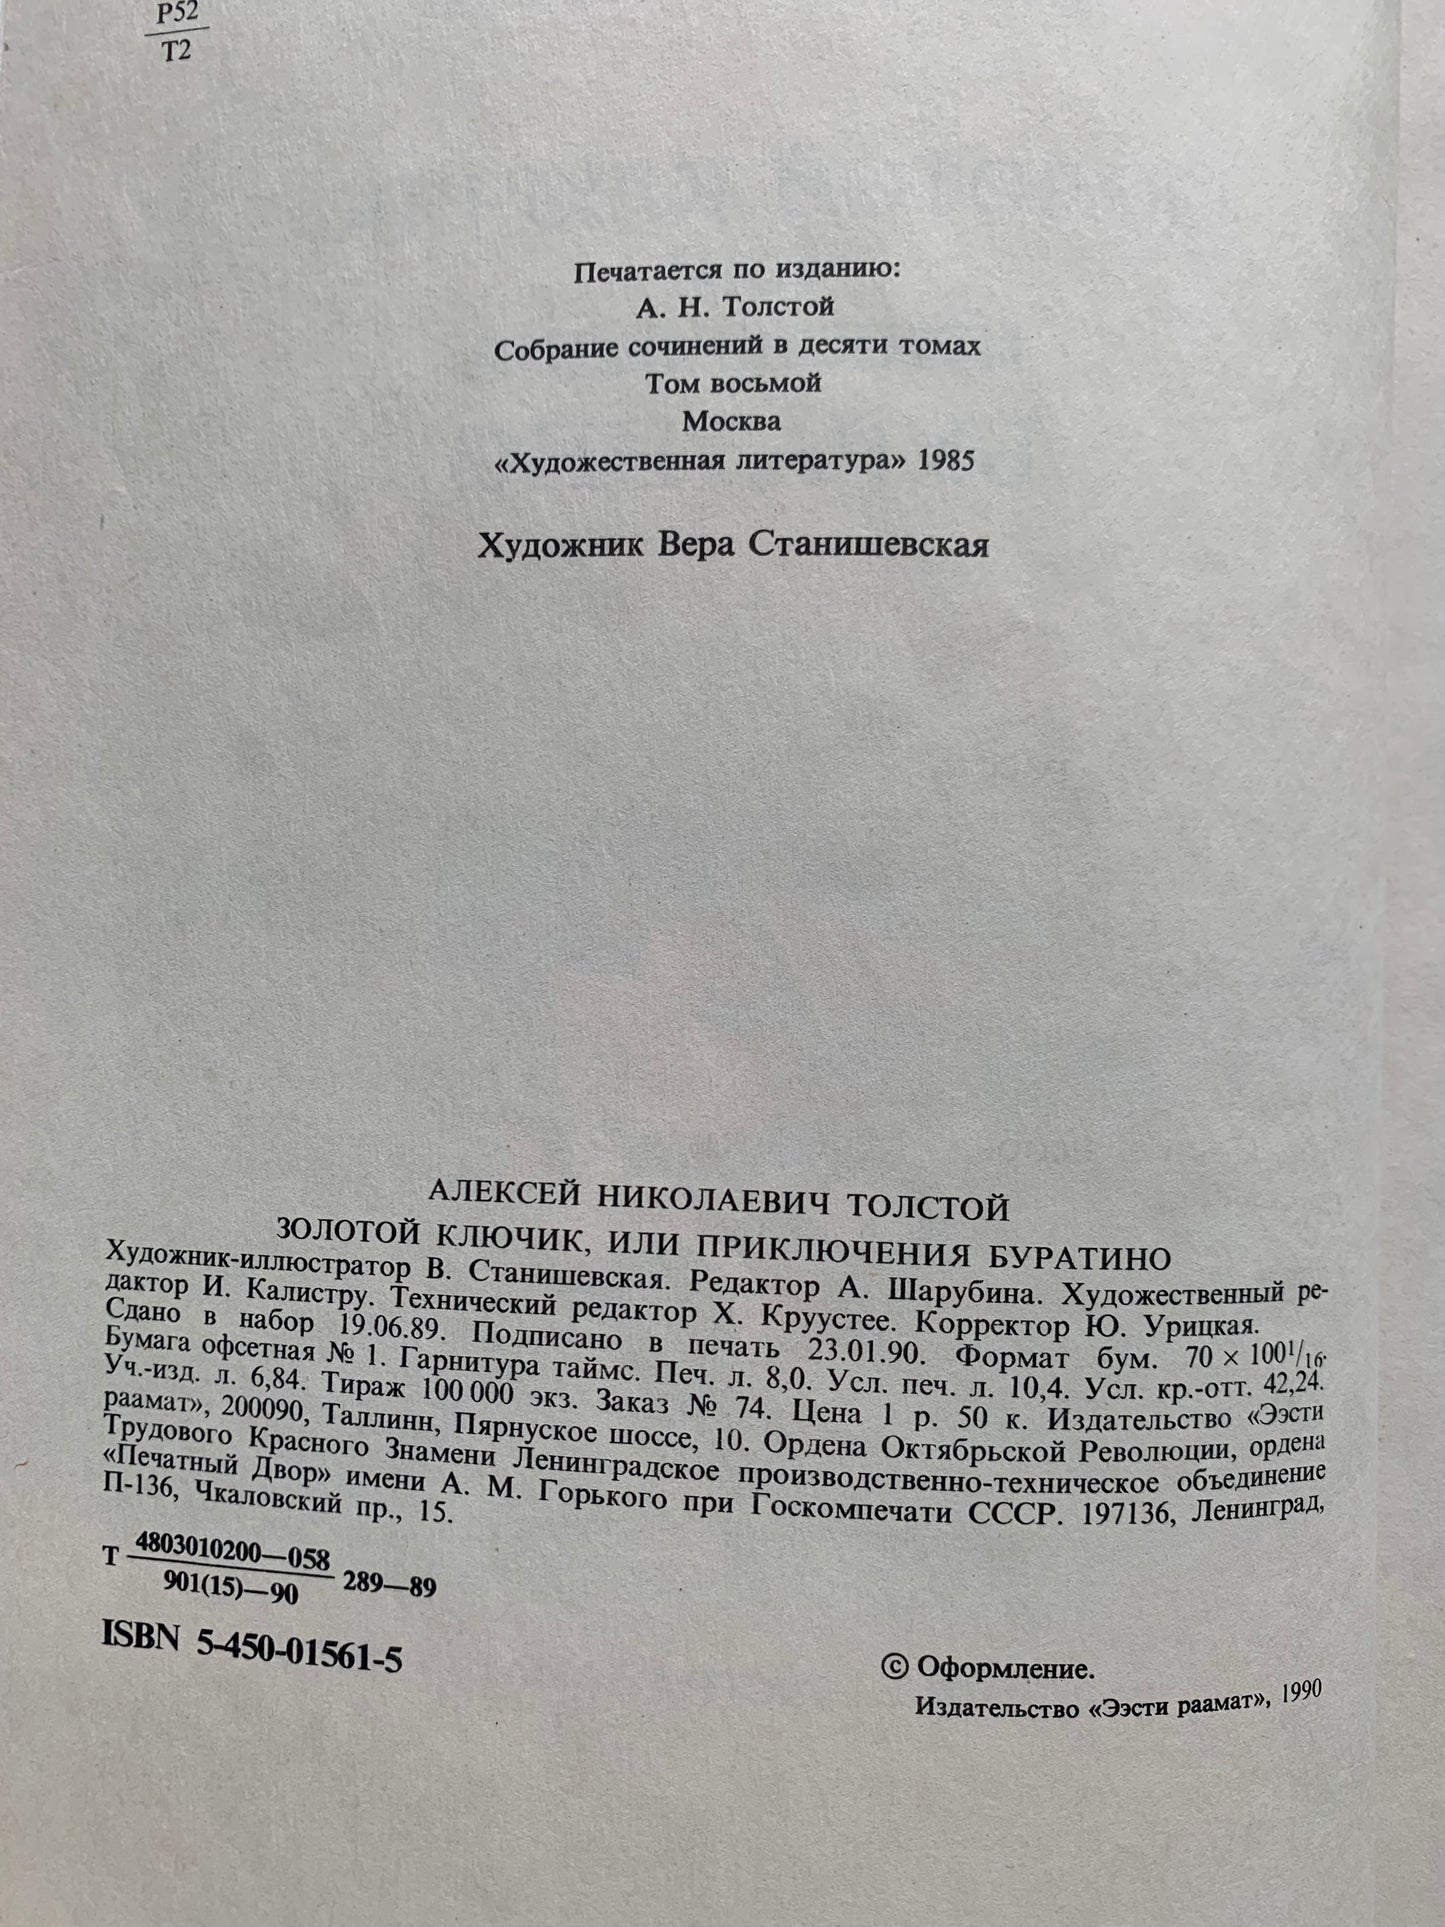 Р52
Т2
Печатается по изданию:
А. Н. Толстой
Собрание сочинений в десяти томах
Том восьмой
Москва
«Художественная литература» 1985
Художник Вера Станишевская
АЛЕКСЕЙ НИКОЛАЕВИЧ ТОЛСТОЙ
ЗОЛОТОЙ КЛЮЧИК, ИЛИ ПРИКЛЮЧЕНИЯ БУРАТИНО
Художник-иллюстратор В. Станишевская. Редактор А. Шарубина. Художественный ре-
дактор И. Калистру. Технический редактор Х. Круустее. Корректор Ю. Урицкая.
Сдано в набор 19.06.89. Подписано в печать 23.01.90. Формат бум. 70 × 100¹/₁₆.
Бумага офсетная № 1. Гарнитура таймс. Печ. л. 8,0. Усл. печ. л. 10,4. Усл. кр.-отт. 42,24.
Уч.-изд. л. 6,84. Тираж 100 000 экз. Заказ № 74. Цена 1 р. 50 к. Издательство «Ээсти
раамат», 200090, Таллинн, Пярнуское шоссе, 10. Ордена Октябрьской Революции, ордена
Трудового Красного Знамени Ленинградское производственно-техническое объединение
«Печатный Двор» имени А. М. Горького при Госкомпечати СССР. 197136, Ленинград,
П-136, Чкаловский пр., 15.
Т 4803010200—058 289—89
901(15)—90
ISBN 5-450-01561-5
© Оформление.
Издательство «Ээсти раамат», 1990